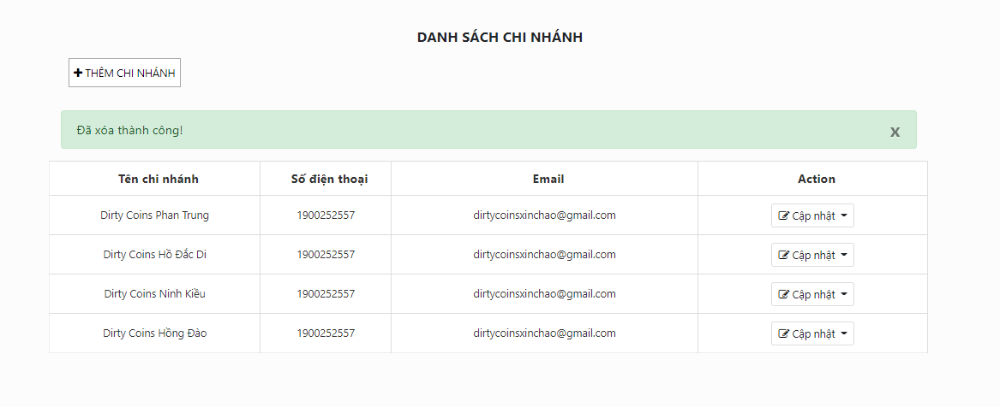 DANH SÁCH CHI NHÁNH
THÊM CHI NHÁNH
Đã xóa thành công! x
Tên chi nhánh Số điện thoại Email Action
Dirty Coins Phan Trung 1900252557 dirtycoinsxinchao@gmail.com Cập nhật
Dirty Coins Hồ Đắc Di 1900252557 dirtycoinsxinchao@gmail.com Cập nhật
Dirty Coins Ninh Kiều 1900252557 dirtycoinsxinchao@gmail.com Cập nhật
Dirty Coins Hồng Đào 1900252557 dirtycoinsxinchao@gmail.com Cập nhật